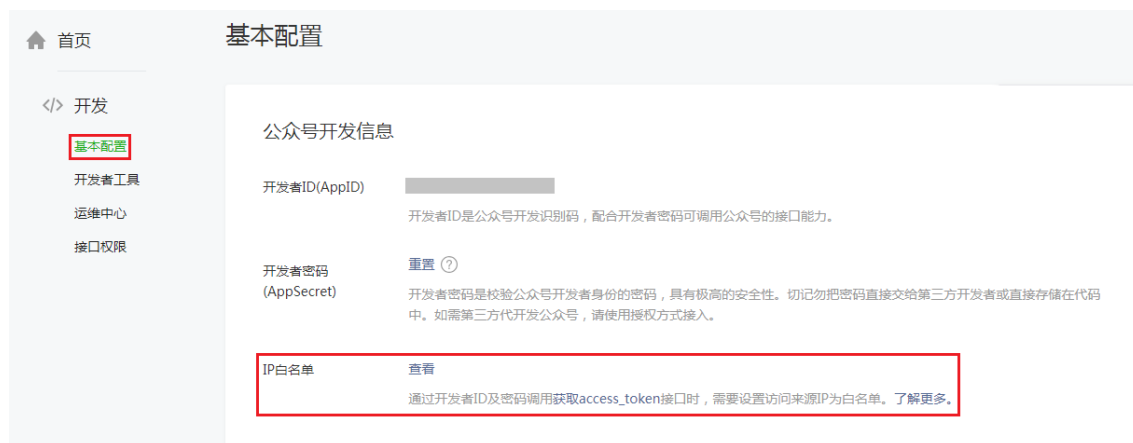 首页
基本配置
</> 开发
基本配置
开发者工具
运维中心
接口权限
公众号开发信息
开发者ID(AppID)
开发者ID是公众号开发识别码，配合开发者密码可调用公众号的接口能力。
开发者密码
(AppSecret)
重置 ?
开发者密码是校验公众号开发者身份的密码，具有极高的安全性。切记勿把密码直接交给第三方开发者或直接存储在代码
中。如需第三方代开发公众号，请使用授权方式接入。
IP白名单
查看
通过开发者ID及密码调用获取access_token接口时，需要设置访问来源IP为白名单。了解更多。